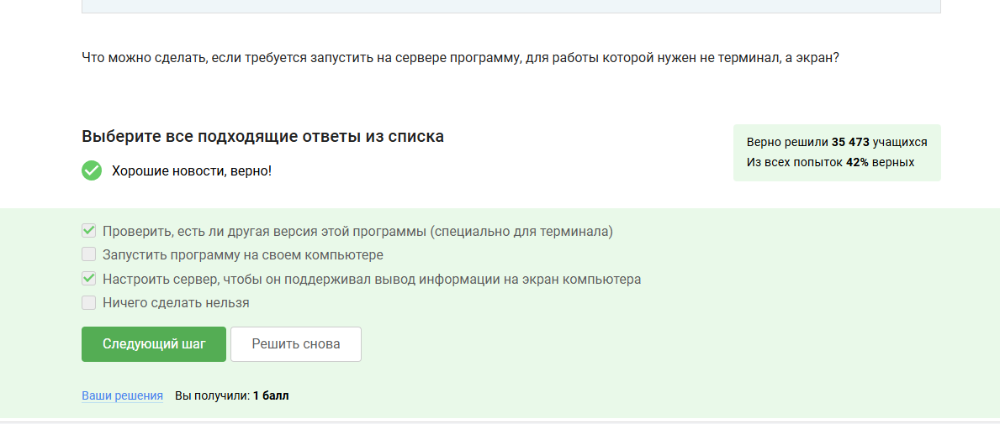 Что можно сделать, если требуется запустить на сервере программу, для работы которой нужен не терминал, а экран?
Выберите все подходящие ответы из списка
Верно решили 35 473 учащихся
Из всех попыток 42% верных
Хорошие новости, верно!
Проверить, есть ли другая версия этой программы (специально для терминала)
Запустить программу на своем компьютере
Настроить сервер, чтобы он поддерживал вывод информации на экран компьютера
Ничего сделать нельзя
Следующий шаг
Решить снова
Ваши решения
Вы получили: 1 балл